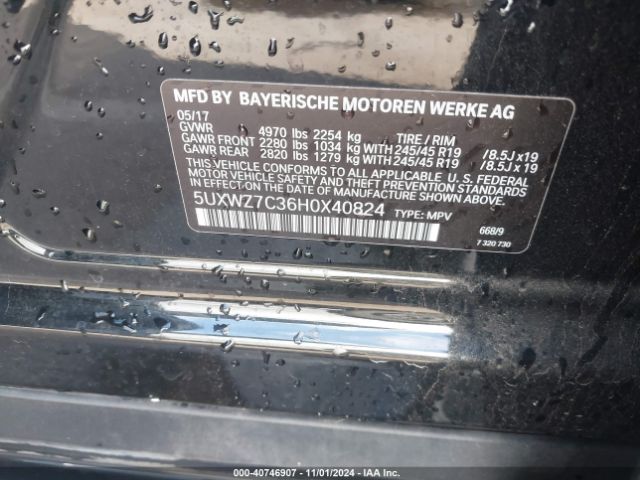 MFD BY BAYERISCHE MOTOREN WERKE AG
05/17
GVWR 4970 lbs 2254 kg TIRE / RIM
GAWR FRONT 2280 lbs 1034 kg WITH 245/45 R19 / 8.5J x19
GAWR REAR 2820 lbs 1279 kg WITH 245/45 R19 / 8.5J x19
THIS VEHICLE CONFORMS TO ALL APPLICABLE U. S. FEDERAL
MOTOR VEHICLE SAFETY AND THEFT PREVENTION STANDARDS
IN EFFECT ON THE DATE OF MANUFACTURE SHOWN ABOVE.
5UXWZ7C36H0X40824 TYPE: MPV
668/9
7 320 730
000-40746907 - 11/01/2024 - IAA Inc.